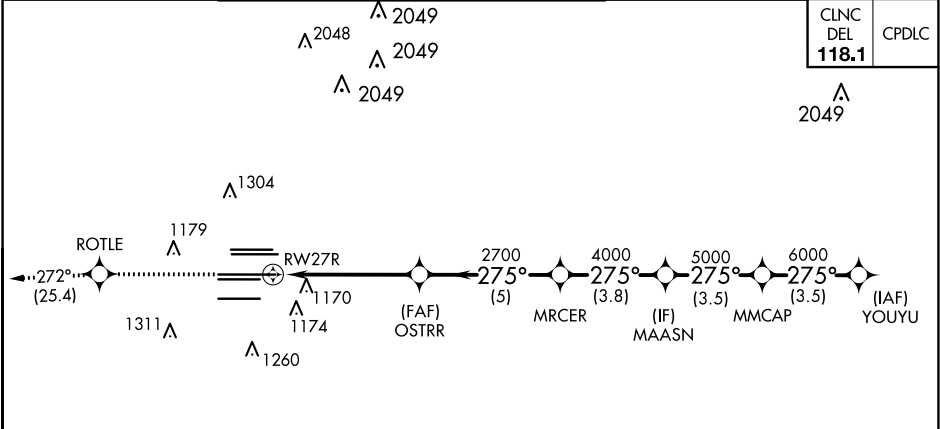 2049
2048
2049
2049
CLNC
DEL
118.1
CPDLC
2049
1304
1179
ROTLE
RW27R
272°
(25.4)
1170
1174
1311
1260
(FAF)
OSTRR
2700
275°
(5)
MRCER
4000
275°
(3.8)
(IF)
MAASN
5000
275°
(3.5)
MMCAP
6000
275°
(3.5)
(IAF)
YOUYU